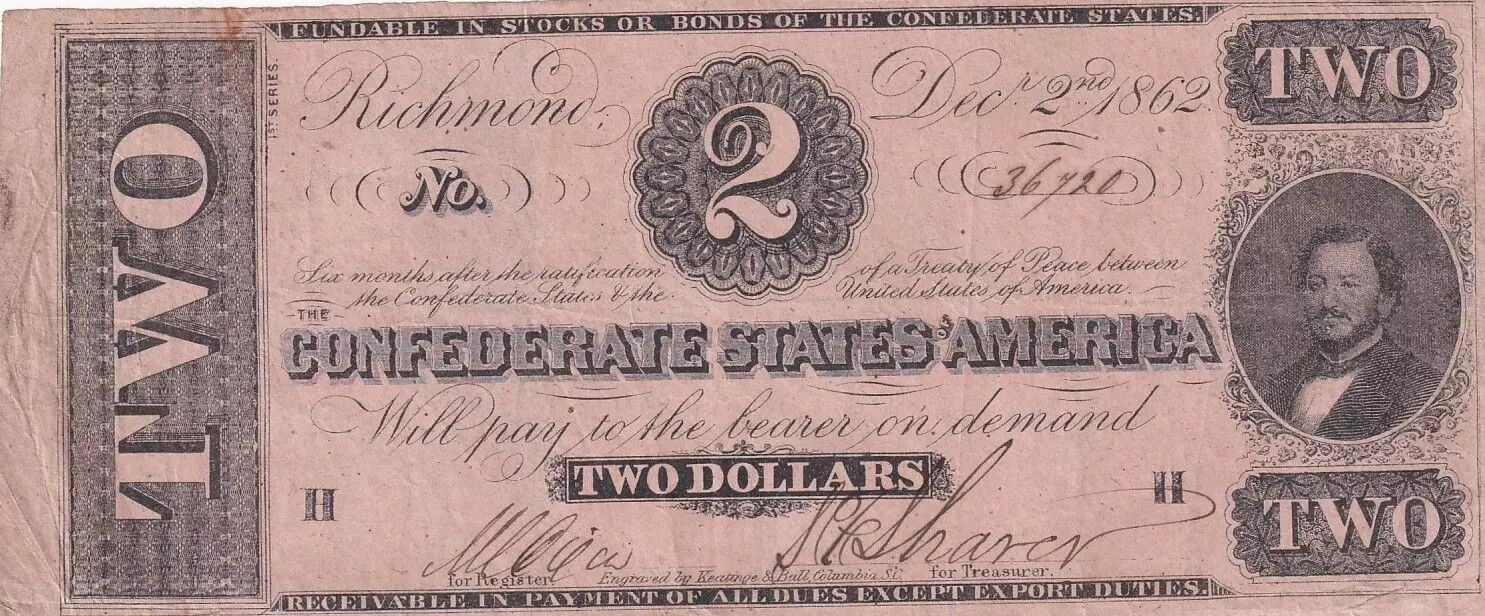 FUNDABLE IN STOCKS OR BONDS OF THE CONFEDERATE STATES.
TWO
1ST SERIES.
Richmond, 2 Decr. 2nd 1862
TWO
No. 36720
Six months after the ratification of a Treaty of Peace between
the Confederate States & the United States of America.
THE
CONFEDERATE STATES OF AMERICA
Will pay to the bearer on demand
TWO DOLLARS
H H
TWO
for Register. Engraved by Keatinge & Ball, Columbia. S.C. for Treasurer.
RECEIVABLE IN PAYMENT OF ALL DUES EXCEPT EXPORT DUTIES.